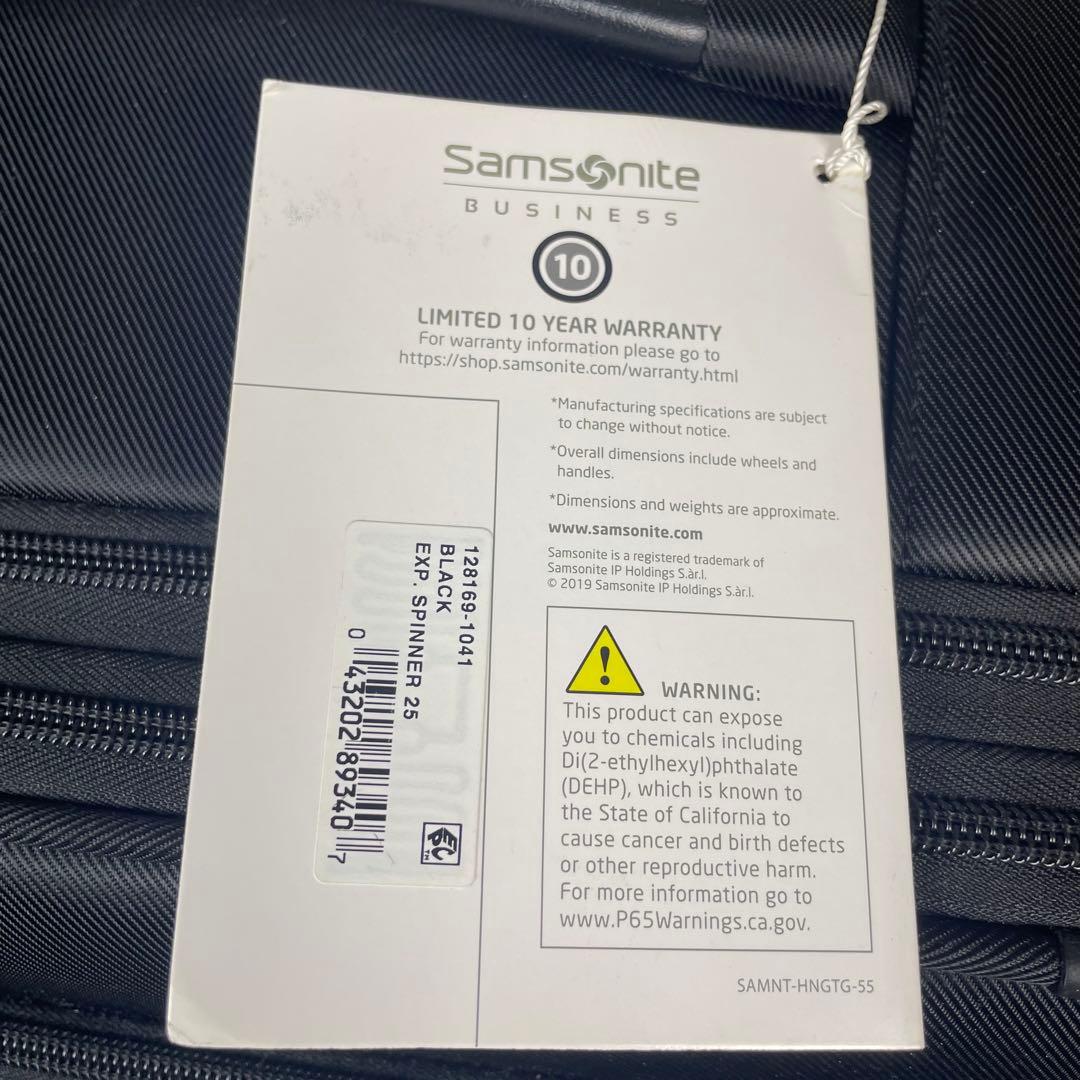 Samsonite
BUSINESS
10
LIMITED 10 YEAR WARRANTY
For warranty information please go to
https://shop.samsonite.com/warranty.html
*Manufacturing specifications are subject
to change without notice.
*Overall dimensions include wheels and
handles.
*Dimensions and weights are approximate.
www.samsonite.com
Samsonite is a registered trademark of
Samsonite IP Holdings S.àr.l.
© 2019 Samsonite IP Holdings S.àr.l.
128169-1041
BLACK
EXP. SPINNER 25
0 43202 89340 7
EPC™
WARNING:
This product can expose
you to chemicals including
Di(2-ethylhexyl)phthalate
(DEHP), which is known to
the State of California to
cause cancer and birth defects
or other reproductive harm.
For more information go to
www.P65Warnings.ca.gov.
SAMNT-HNGTG-55